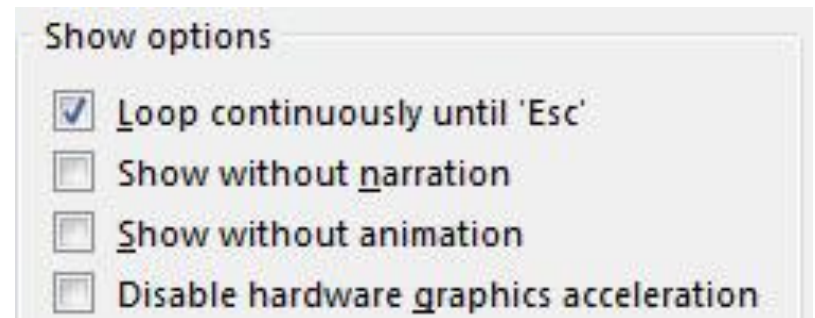 Show options
Loop continuously until 'Esc'
Show without narration
Show without animation
Disable hardware graphics acceleration